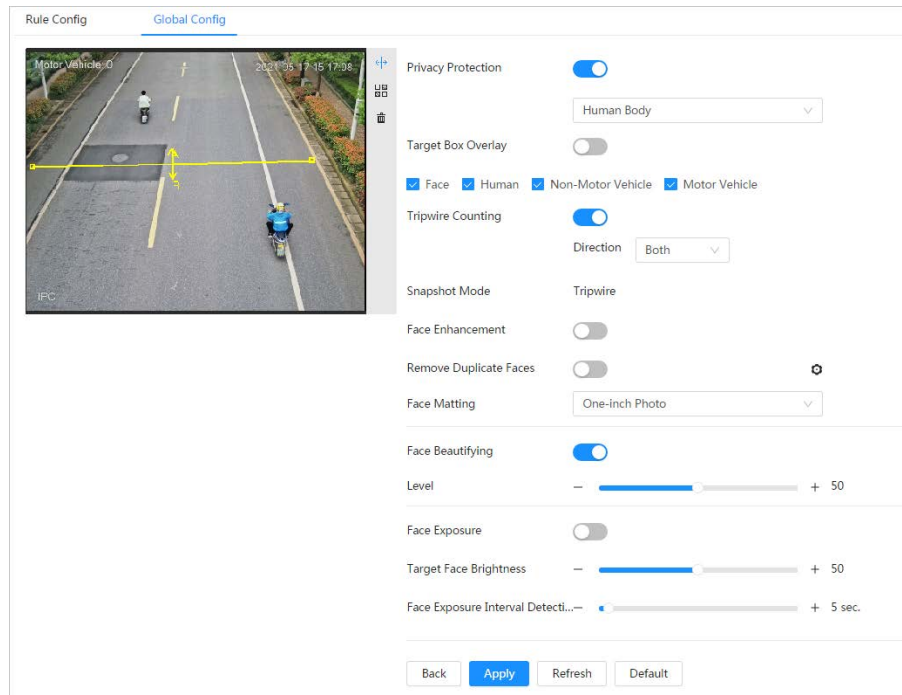 Rule Config
Global Config
Motor Vehicle: 0
2021-05-17 15:17:08
IPC
Privacy Protection
Human Body
Target Box Overlay
Face Human Non-Motor Vehicle Motor Vehicle
Tripwire Counting
Direction Both
Snapshot Mode Tripwire
Face Enhancement
Remove Duplicate Faces
Face Matting One-inch Photo
Face Beautifying
Level − + 50
Face Exposure
Target Face Brightness − + 50
Face Exposure Interval Detecti...− + 5 sec.
Back Apply Refresh Default